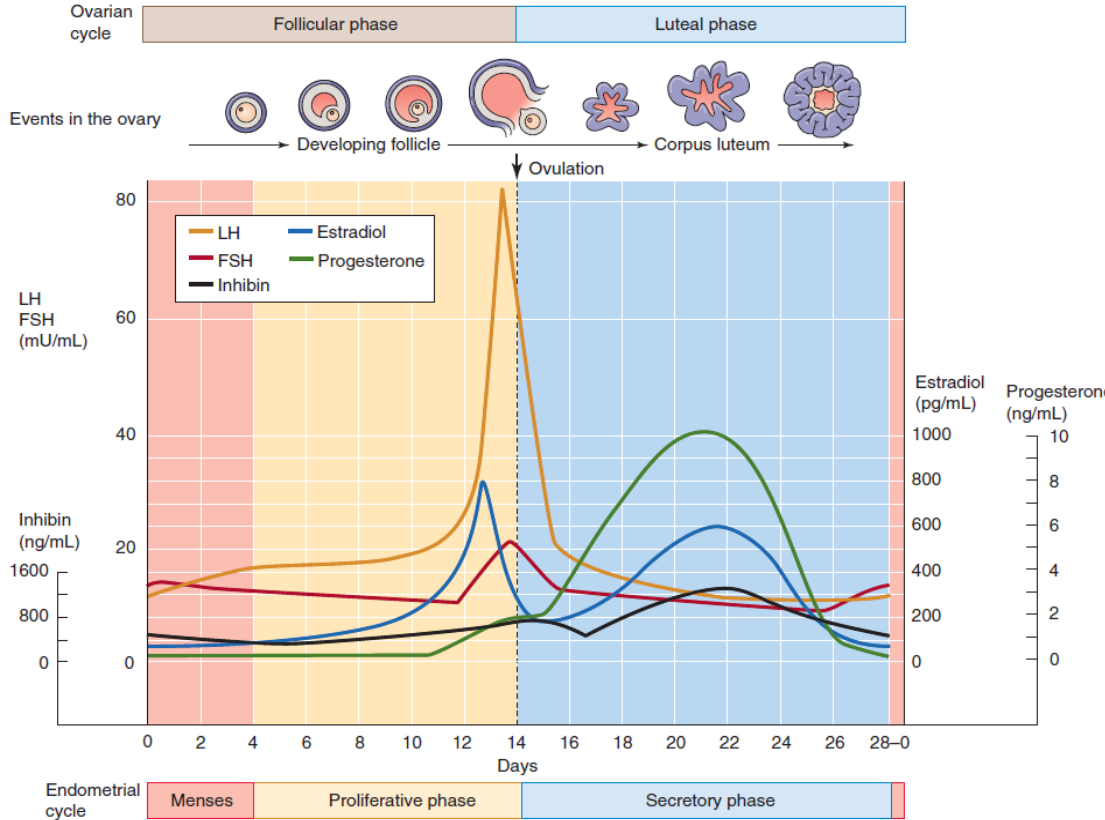 Ovarian
cycle
Follicular phase
Luteal phase
Events in the ovary
Developing follicle
Corpus luteum
Ovulation
LH
FSH
(mU/mL)
80
60
40
20
0
LH
Estradiol
FSH
Progesterone
Inhibin
Inhibin
(ng/mL)
1600
800
0
Estradiol
(pg/mL)
1000
800
600
400
200
0
Progesterone
(ng/mL)
10
8
6
4
2
0
0 2 4 6 8 10 12 14 16 18 20 22 24 26 28–0
Days
Endometrial
cycle
Menses
Proliferative phase
Secretory phase